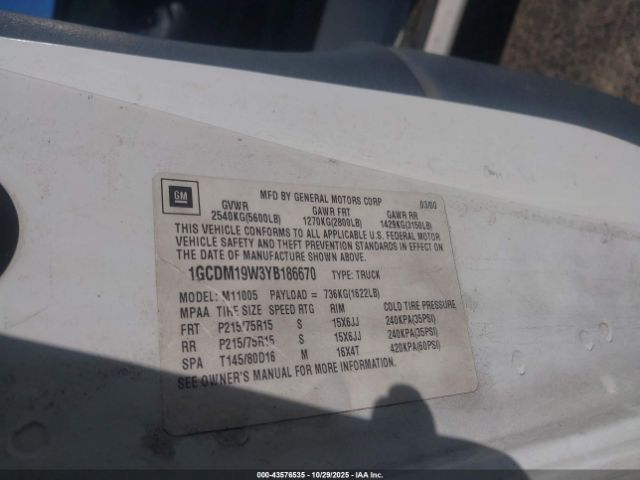 GM
MFD BY GENERAL MOTORS CORP 03/00
GVWR GAWR FRT GAWR RR
2540KG(5600LB) 1270KG(2800LB) 1429KG(3150LB)
THIS VEHICLE CONFORMS TO ALL APPLICABLE U.S. FEDERAL MOTOR
VEHICLE SAFETY AND THEFT PREVENTION STANDARDS IN EFFECT ON
THE DATE OF MANUFACTURE SHOWN ABOVE.
1GCDM19W3YB186670 TYPE: TRUCK
MODEL: M11005 PAYLOAD = 736KG(1622LB)
MPAA TIRE SIZE SPEED RTG RIM COLD TIRE PRESSURE
FRT P215/75R15 S 15X6JJ 240KPA(35PSI)
RR P215/75R15 S 15X6JJ 240KPA(35PSI)
SPA T145/80D16 M 16X4T 420KPA(60PSI)
SEE OWNER'S MANUAL FOR MORE INFORMATION.
000-43576535 - 10/29/2025 - IAA Inc.